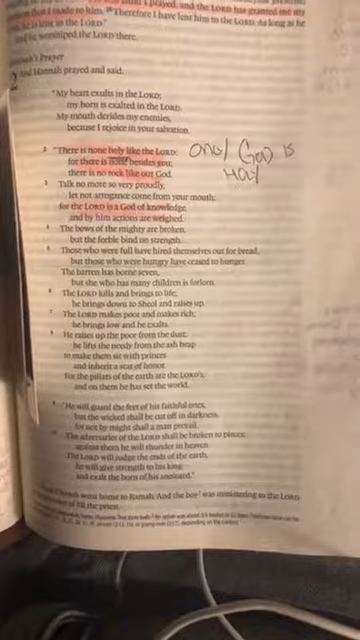 that I made to him. 28 Therefore I have lent him to the LORD. As long as he
he is lent to the LORD."
And he worshiped the LORD there.
Hannah's Prayer
2 And Hannah prayed and said,
"My heart exults in the LORD;
my horn is exalted in the LORD.
My mouth derides my enemies,
because I rejoice in your salvation.
2 "There is none holy like the LORD:
for there is none besides you;
there is no rock like our God.
only God is
Holy
3 Talk no more so very proudly,
let not arrogance come from your mouth;
for the LORD is a God of knowledge,
and by him actions are weighed.
4 The bows of the mighty are broken,
but the feeble bind on strength.
5 Those who were full have hired themselves out for bread,
but those who were hungry have ceased to hunger.
The barren has borne seven,
but she who has many children is forlorn.
6 The LORD kills and brings to life;
he brings down to Sheol and raises up.
7 The LORD makes poor and makes rich;
he brings low and he exalts.
8 He raises up the poor from the dust;
he lifts the needy from the ash heap
to make them sit with princes
and inherit a seat of honor.
For the pillars of the earth are the LORD's,
and on them he has set the world.
9 "He will guard the feet of his faithful ones,
but the wicked shall be cut off in darkness,
for not by might shall a man prevail.
10 The adversaries of the LORD shall be broken to pieces;
against them he will thunder in heaven.
The LORD will judge the ends of the earth;
he will give strength to his king
and exalt the horn of his anointed."
went home to Ramah. And the boy was ministering to the LORD
of Eli the priest.